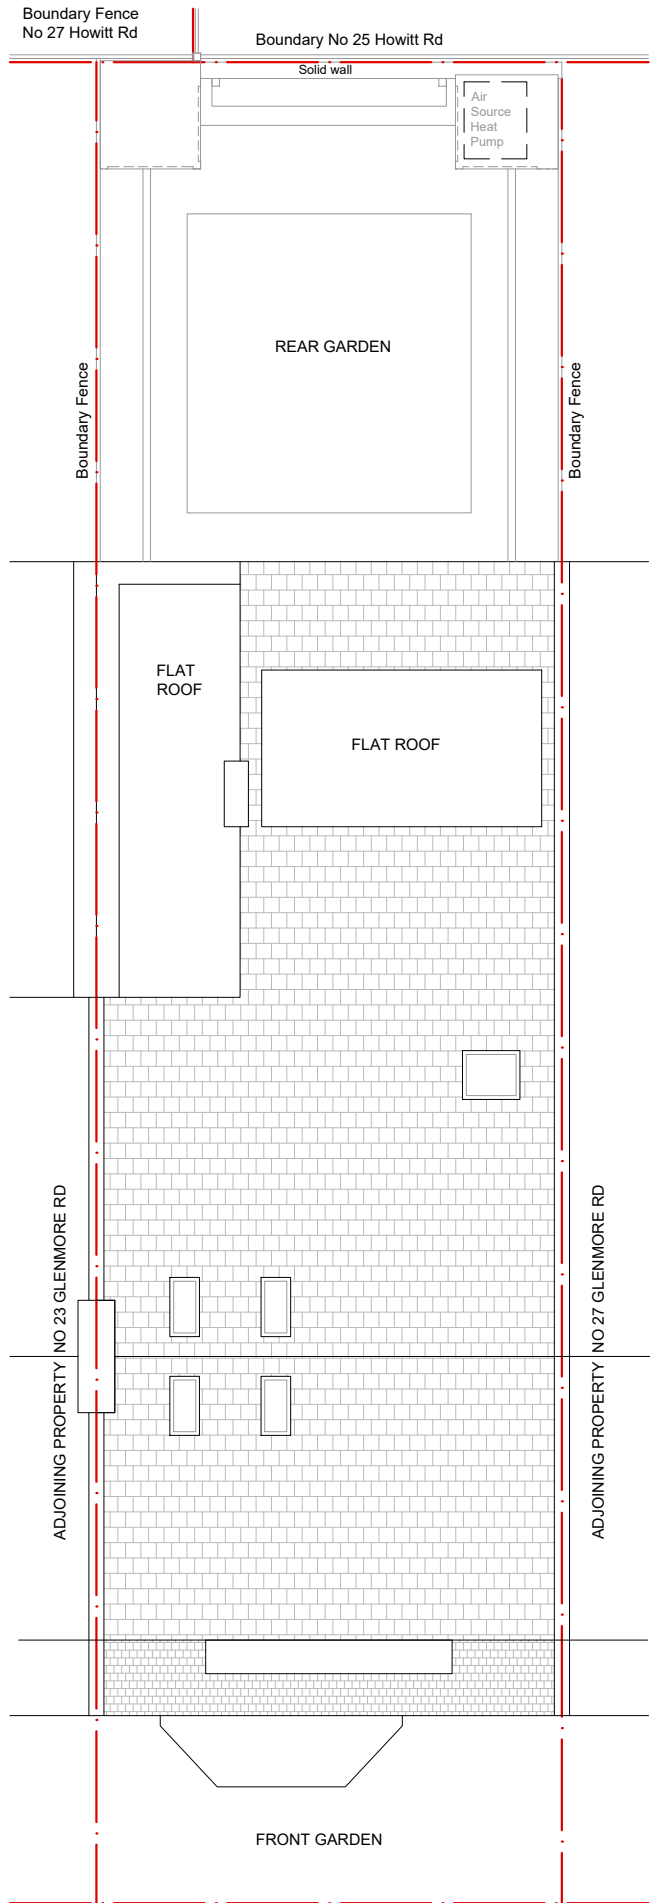 Boundary Fence
No 27 Howitt Rd
Boundary No 25 Howitt Rd
Solid wall
Air
Source
Heat
Pump
REAR GARDEN
Boundary Fence
Boundary Fence
FLAT
ROOF
FLAT ROOF
ADJOINING PROPERTY NO 23 GLENMORE RD
ADJOINING PROPERTY NO 27 GLENMORE RD
FRONT GARDEN